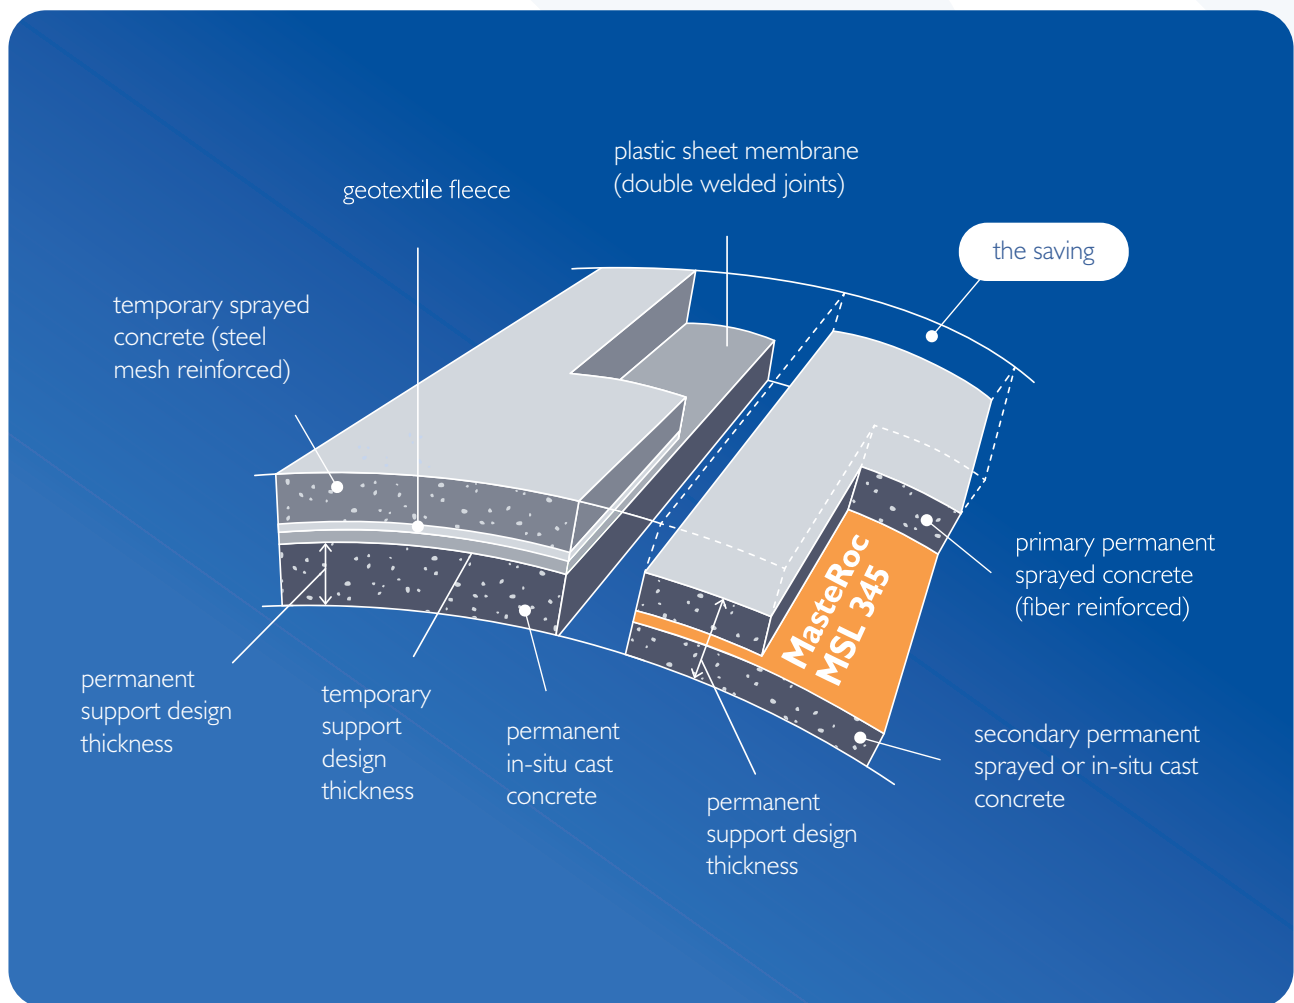 plastic sheet membrane
(double welded joints)
geotextile fleece
the saving
temporary sprayed
concrete (steel
mesh reinforced)
primary permanent
sprayed concrete
(fiber reinforced)
MasteRoc
MSL 345
permanent
support design
thickness
temporary
support
design
thickness
permanent
in-situ cast
concrete
secondary permanent
sprayed or in-situ cast
concrete
permanent
support design
thickness